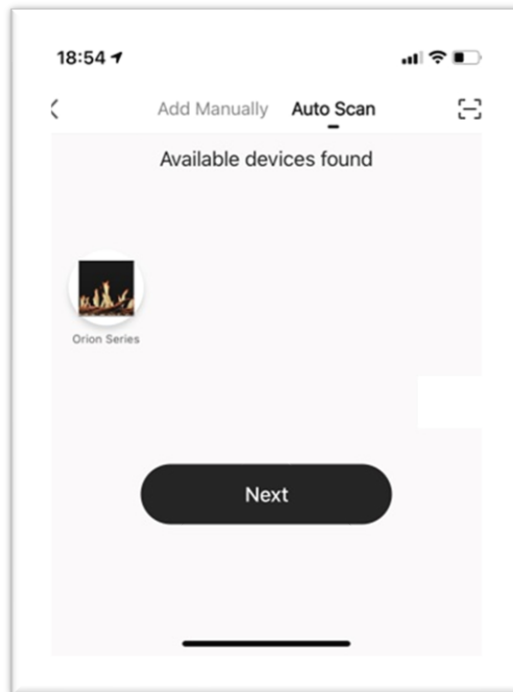 18:54
Add Manually Auto Scan
Available devices found
Orion Series
Next